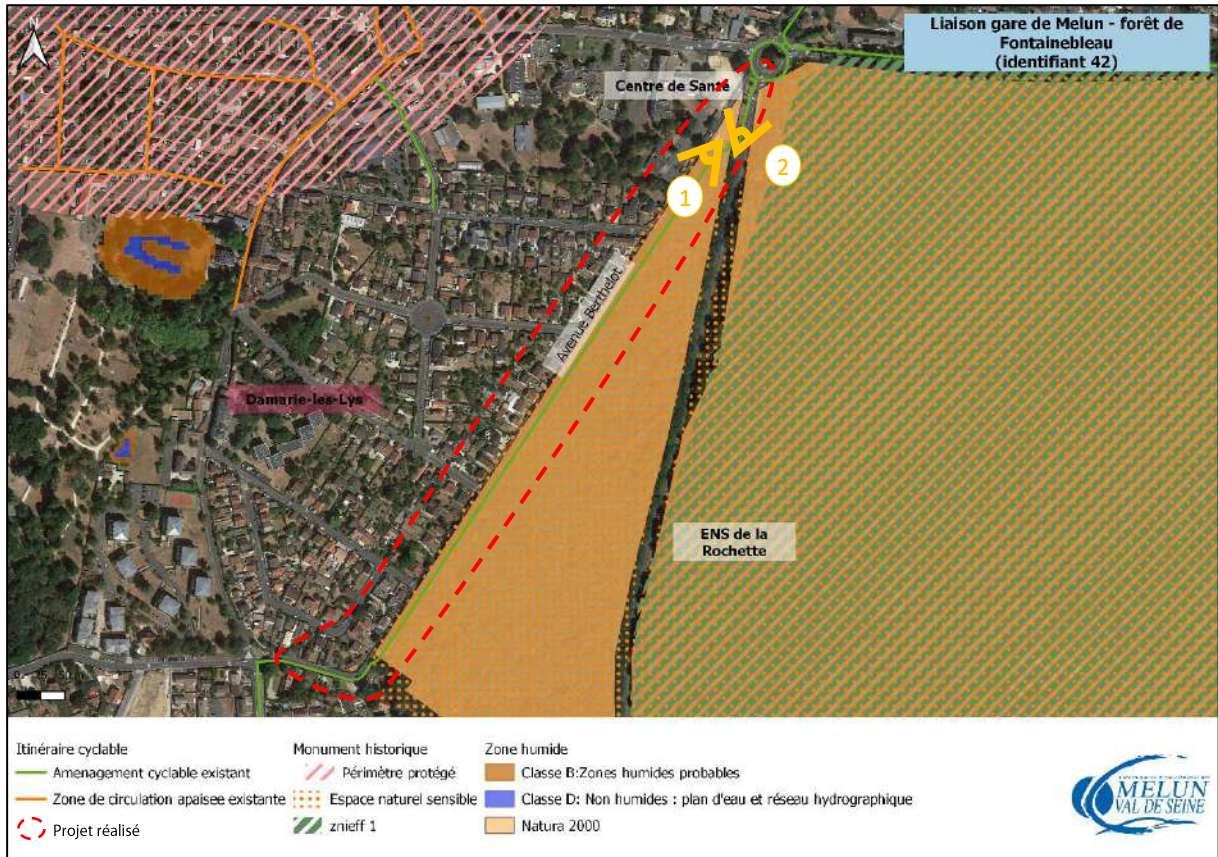 Liaison gare de Melun - forêt de
Fontainebleau
(identifiant 42)
N
Centre de Santé
2
1
Avenue Berthelot
Damarie-les-Lys
ENS de la
Rochette
Itinéraire cyclable
Amenagement cyclable existant
Zone de circulation apaisee existante
Projet réalisé
Monument historique
Périmètre protégé
Espace naturel sensible
znieff 1
Zone humide
Classe B:Zones humides probables
Classe D: Non humides : plan d'eau et réseau hydrographique
Natura 2000
MELUN
VAL DE SEINE